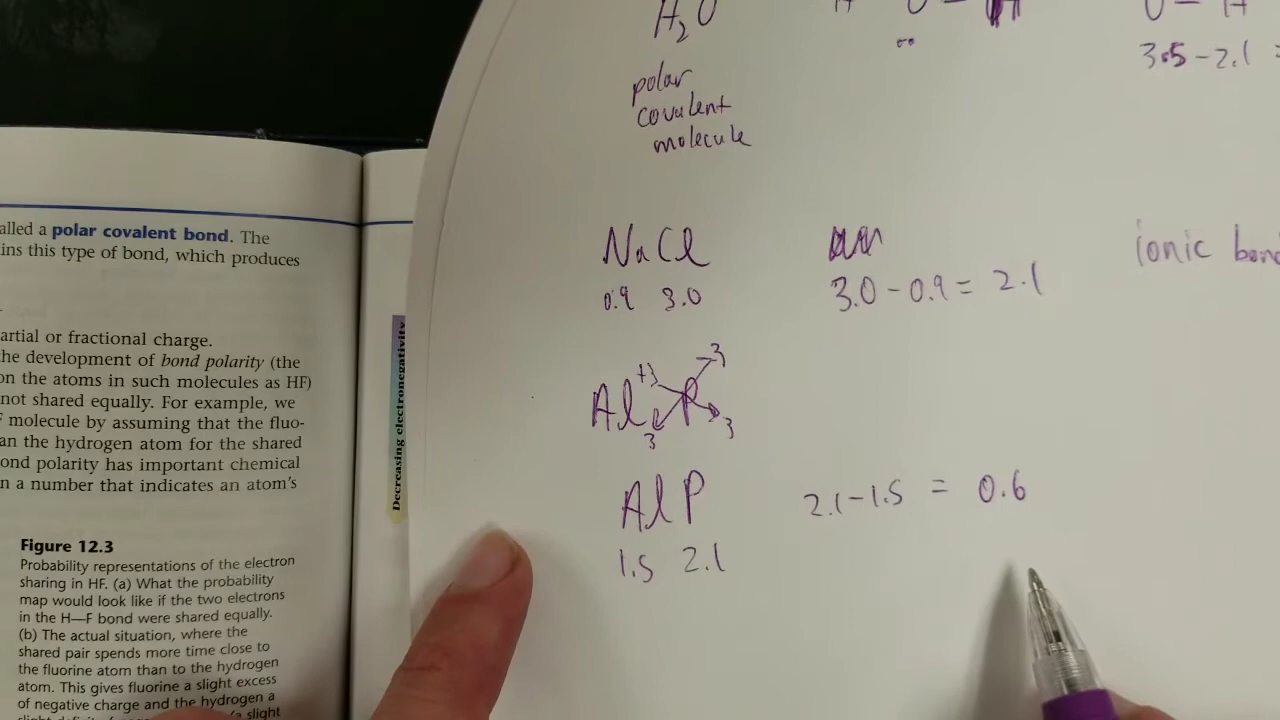 alled a polar covalent bond. The
ins this type of bond, which produces
artial or fractional charge.
he development of bond polarity (the
on the atoms in such molecules as HF)
not shared equally. For example, we
F molecule by assuming that the fluo-
an the hydrogen atom for the shared
ond polarity has important chemical
n a number that indicates an atom's
Figure 12.3
Probability representations of the electron
sharing in HF. (a) What the probability
map would look like if the two electrons
in the H—F bond were shared equally.
(b) The actual situation, where the
shared pair spends more time close to
the fluorine atom than to the hydrogen
atom. This gives fluorine a slight excess
of negative charge and the hydrogen a
Decreasing electronegativity
H2O
O - H
O - H
3.5 - 2.1 =
polar
covalent
molecule
NaCl
ionic bon
0.9 3.0
3.0 - 0.9 = 2.1
Al+3 P-3
3 3
AlP
2.1 - 1.5 = 0.6
1.5 2.1